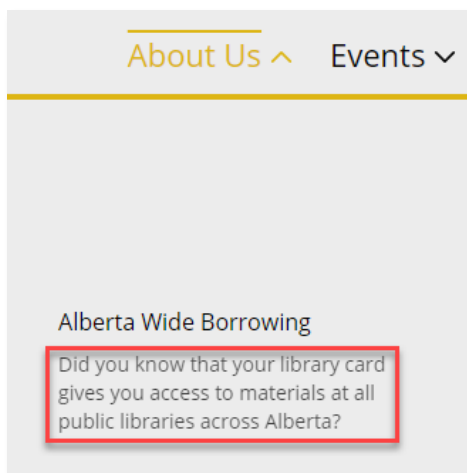 About Us Events
Alberta Wide Borrowing
Did you know that your library card
gives you access to materials at all
public libraries across Alberta?